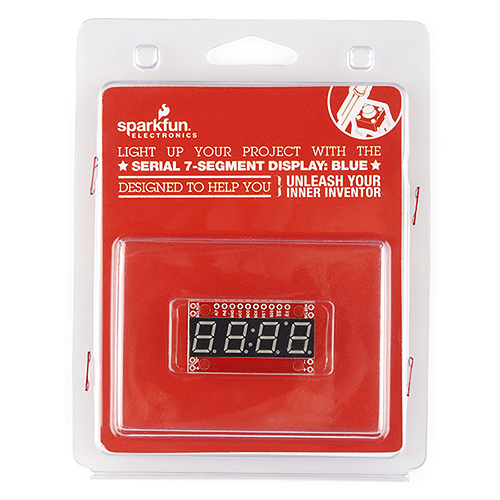 sparkfun
ELECTRONICS
LIGHT UP YOUR PROJECT WITH THE
SERIAL 7-SEGMENT DISPLAY: BLUE
DESIGNED TO HELP YOU
UNLEASH YOUR
INNER INVENTOR